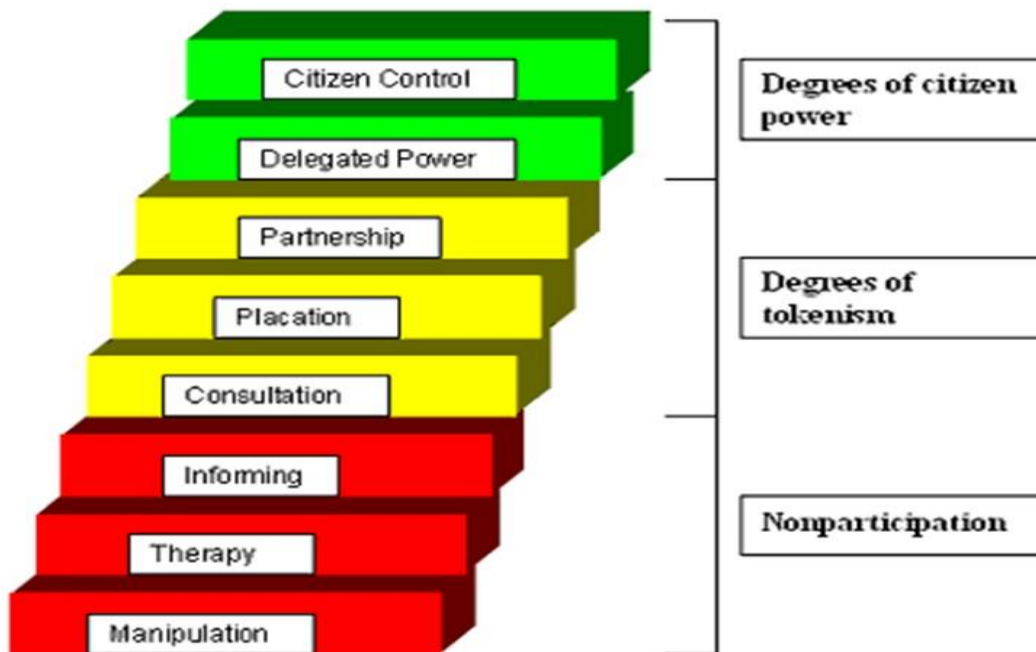 Citizen Control
Delegated Power
Partnership
Placation
Consultation
Informing
Therapy
Manipulation
Degrees of citizen
power
Degrees of
tokenism
Nonparticipation